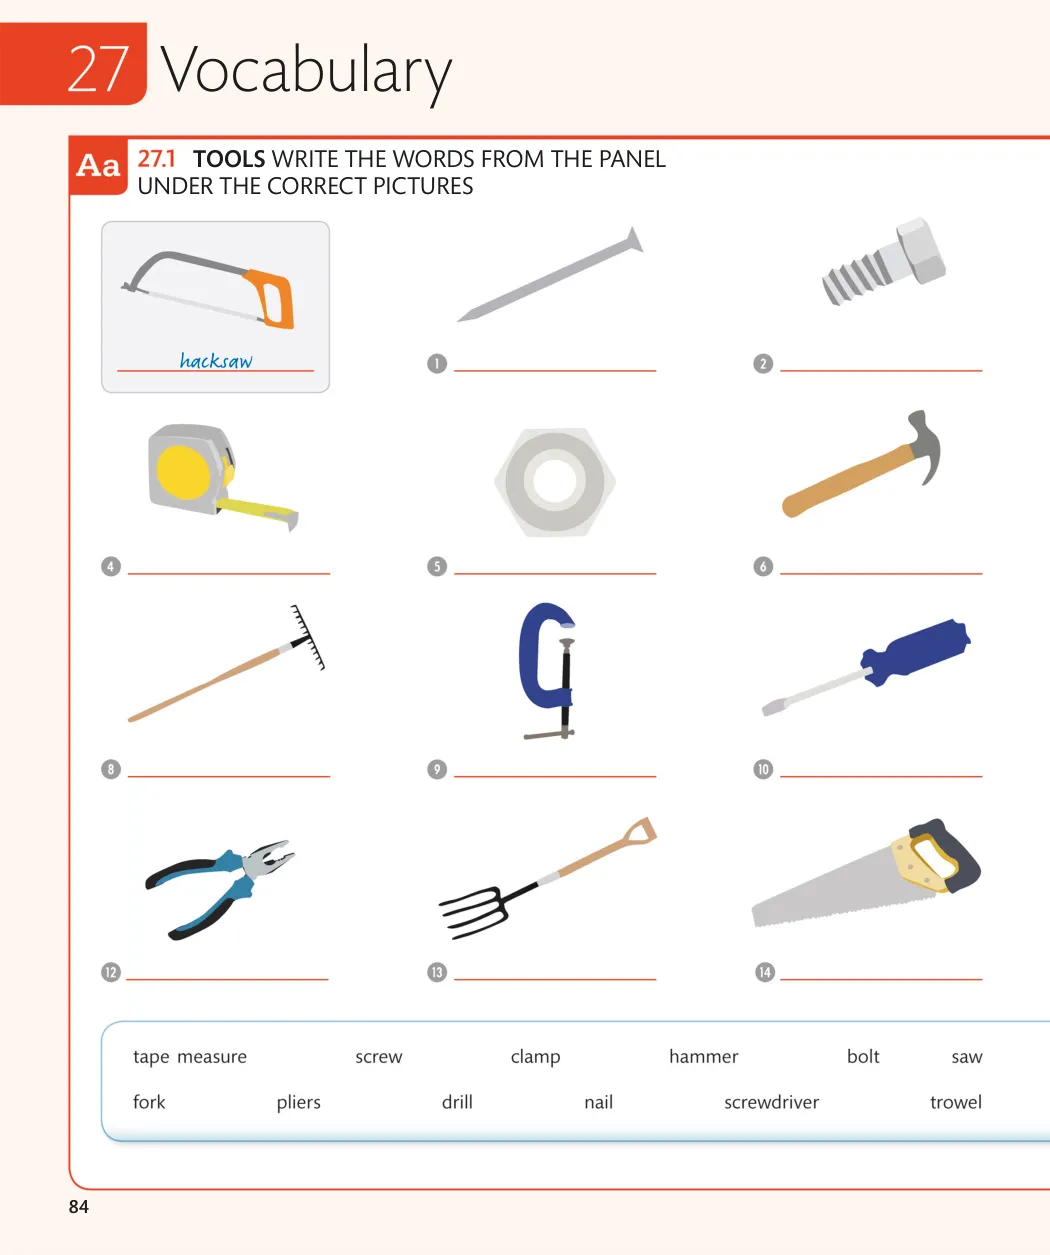 27 Vocabulary
Aa
27.1 TOOLS WRITE THE WORDS FROM THE PANEL
UNDER THE CORRECT PICTURES
hacksaw
1
2
4
5
6
8
9
10
12
13
14
tape measure screw clamp hammer bolt saw
fork pliers drill nail screwdriver trowel
84